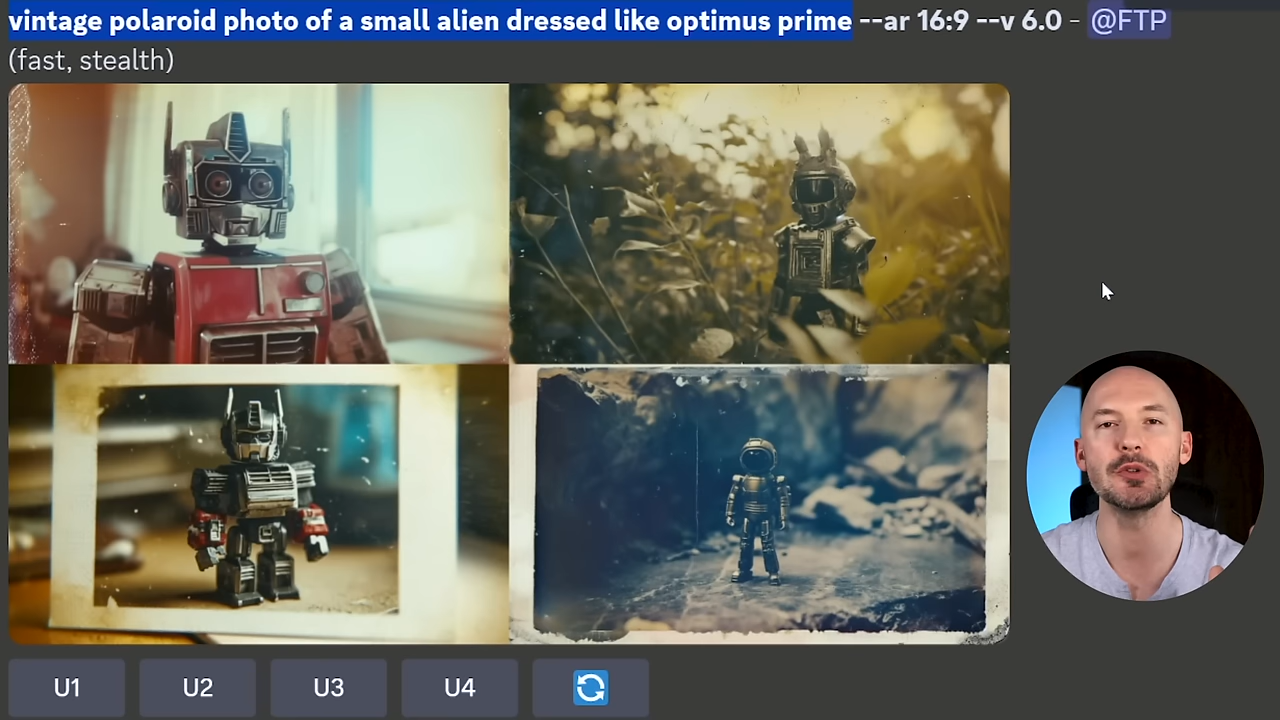 vintage polaroid photo of a small alien dressed like optimus prime --ar 16:9 --v 6.0 - @FTP
(fast, stealth)
U1 U2 U3 U4